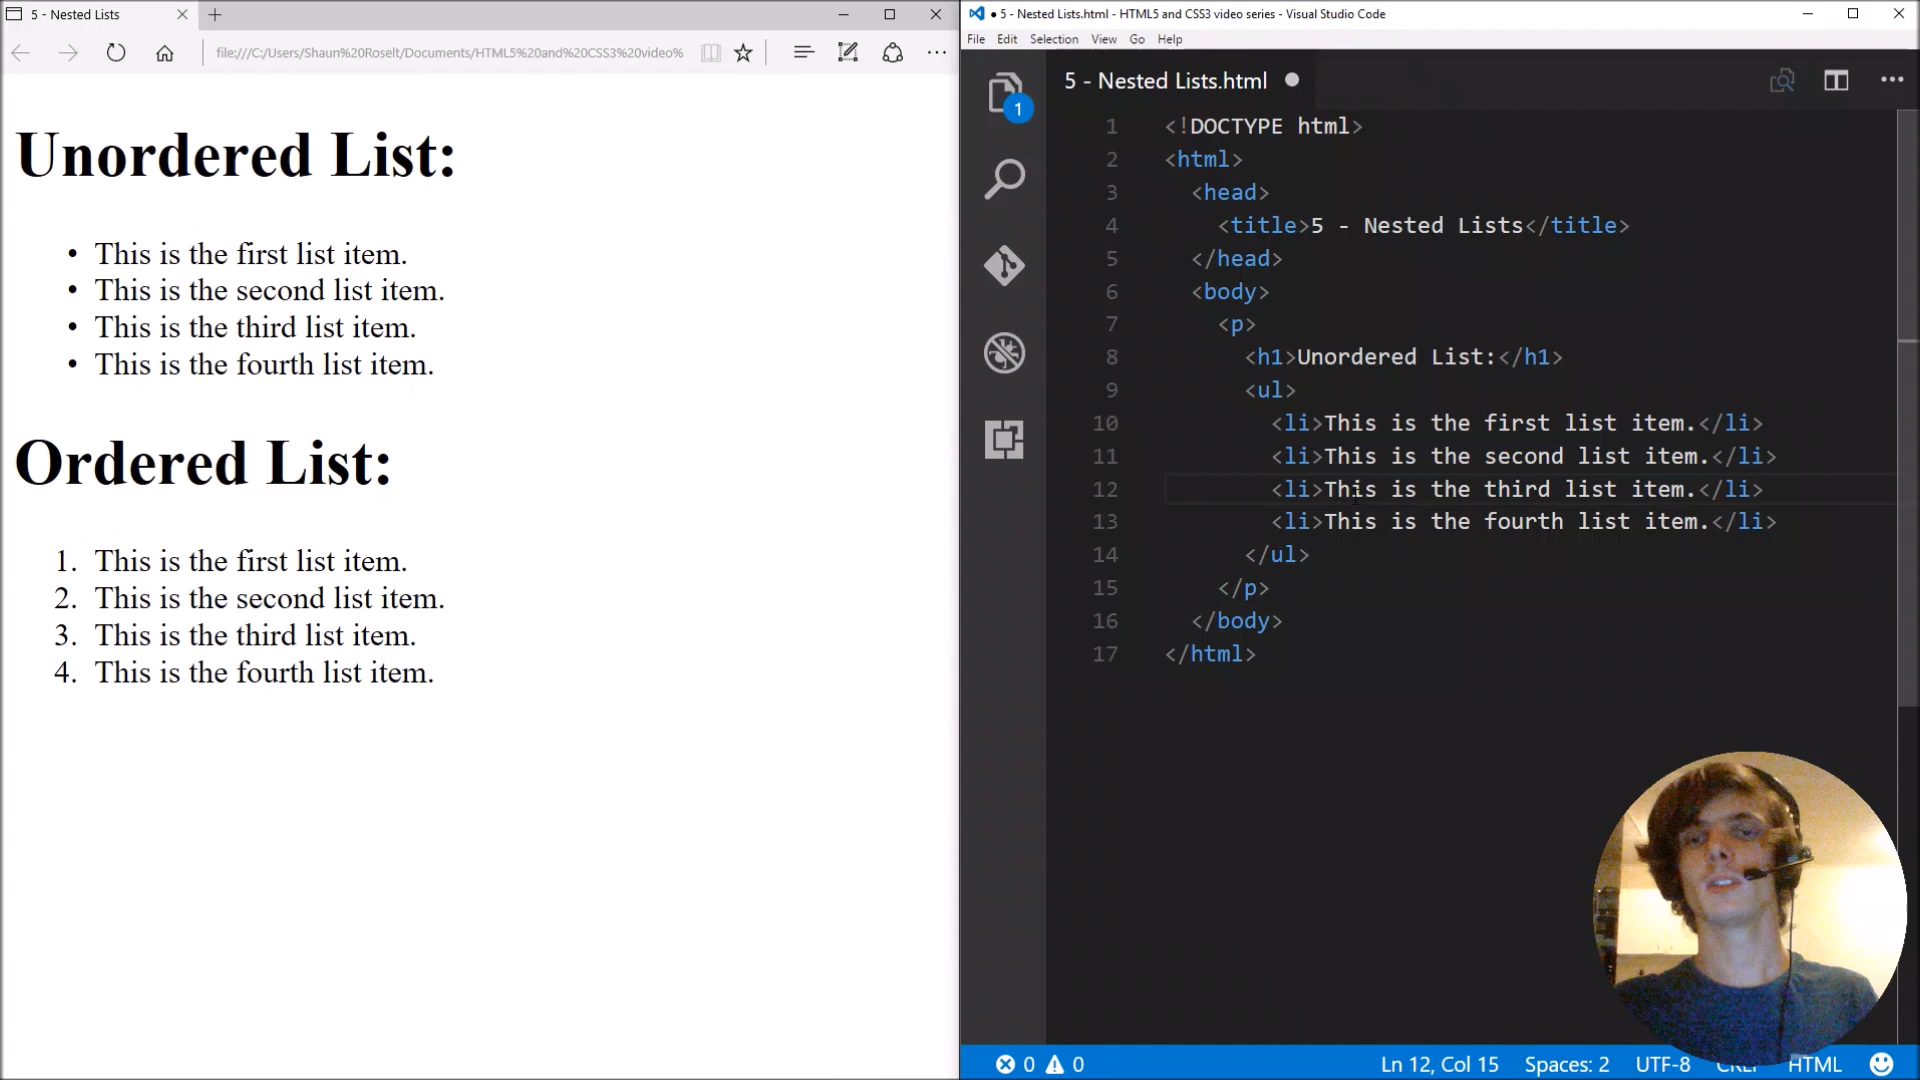 5 - Nested Lists
file:///C:/Users/Shaun%20Roselt/Documents/HTML5%20and%20CSS3%20video%
Unordered List:
• This is the first list item.
• This is the second list item.
• This is the third list item.
• This is the fourth list item.
Ordered List:
1. This is the first list item.
2. This is the second list item.
3. This is the third list item.
4. This is the fourth list item.
● 5 - Nested Lists.html - HTML5 and CSS3 video series - Visual Studio Code
File Edit Selection View Go Help
5 - Nested Lists.html
1
1 <!DOCTYPE html>
2 <html>
3 <head>
4 <title>5 - Nested Lists</title>
5 </head>
6 <body>
7 <p>
8 <h1>Unordered List:</h1>
9 <ul>
10 <li>This is the first list item.</li>
11 <li>This is the second list item.</li>
12 <li>This is the third list item.</li>
13 <li>This is the fourth list item.</li>
14 </ul>
15 </p>
16 </body>
17 </html>
0 0 Ln 12, Col 15 Spaces: 2 UTF-8 CRLF HTML